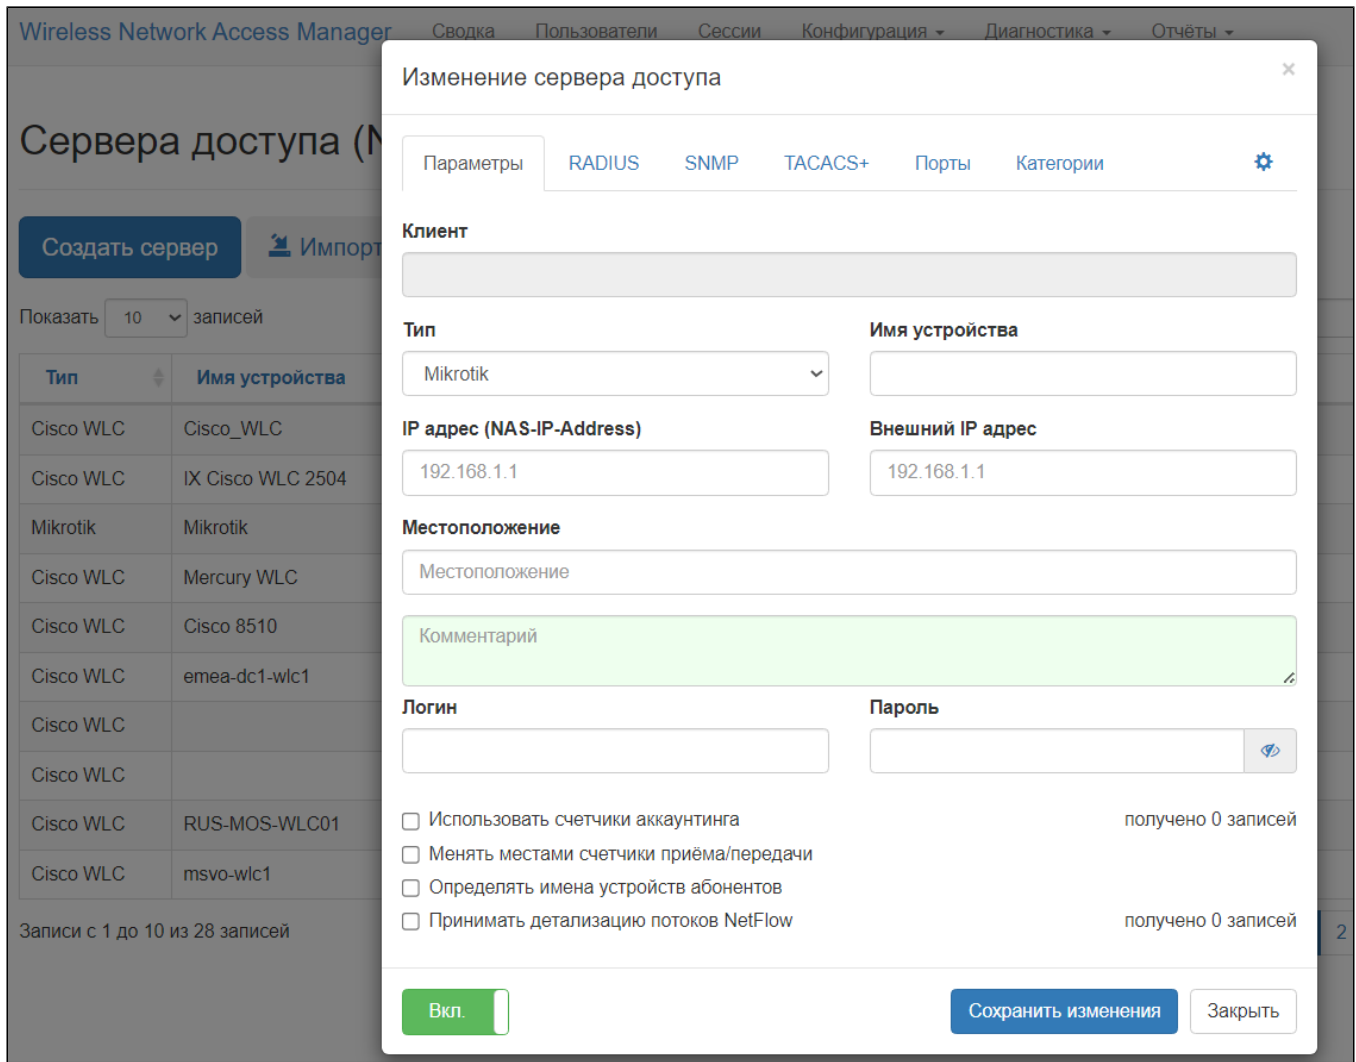 Wireless Network Access Manager Сводка Пользователи Сессии Конфигурация Диагностика Отчёты
Изменение сервера доступа ×
Сервера доступа (N
Параметры RADIUS SNMP TACACS+ Порты Категории
Клиент
Создать сервер Импорт
Показать 10 записей
Тип Имя устройства
Mikrotik
Тип Имя устройства
IP адрес (NAS-IP-Address) Внешний IP адрес
192.168.1.1 192.168.1.1
Местоположение
Местоположение
Комментарий
Логин Пароль
Cisco WLC Cisco_WLC
Cisco WLC IX Cisco WLC 2504
Mikrotik Mikrotik
Cisco WLC Mercury WLC
Cisco WLC Cisco 8510
Cisco WLC emea-dc1-wlc1
Cisco WLC
Cisco WLC
Cisco WLC RUS-MOS-WLC01
Cisco WLC msvo-wlc1
Использовать счетчики аккаунтинга получено 0 записей
Менять местами счетчики приёма/передачи
Определять имена устройств абонентов
Принимать детализацию потоков NetFlow получено 0 записей
Записи с 1 до 10 из 28 записей 2
Вкл. Сохранить изменения Закрыть